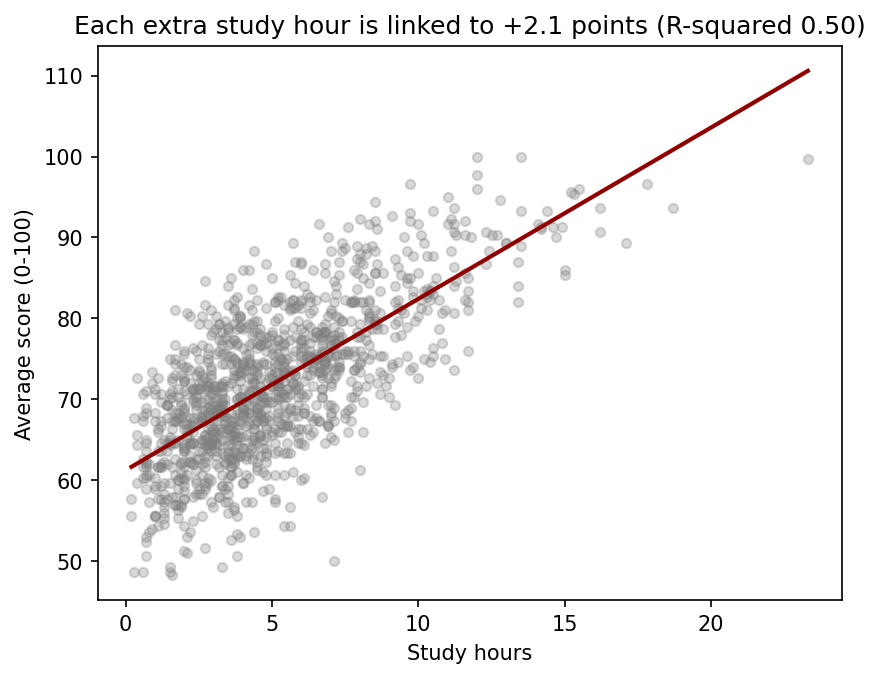 Each extra study hour is linked to +2.1 points (R-squared 0.50)
110
100
90
80
70
60
50
Average score (0-100)
0 5 10 15 20
Study hours